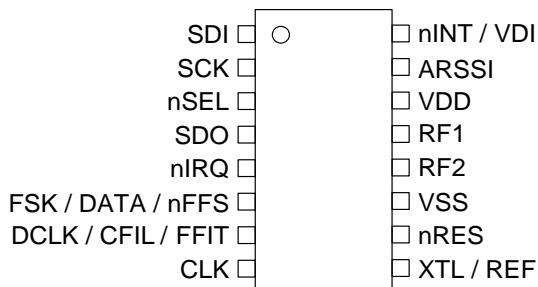 SDI
SCK
nSEL
SDO
nIRQ
FSK / DATA / nFFS
DCLK / CFIL / FFIT
CLK
nINT / VDI
ARSSI
VDD
RF1
RF2
VSS
nRES
XTL / REF